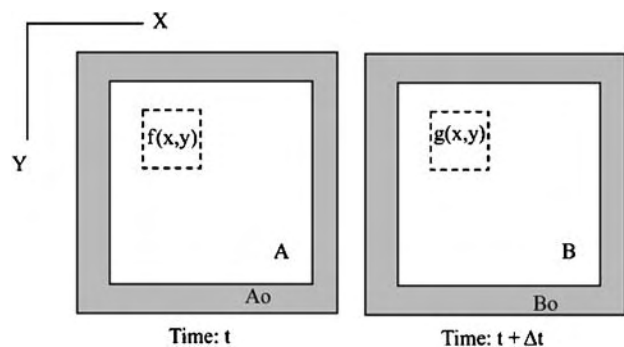 X
Y
f(x,y)
g(x,y)
A
B
Ao
Bo
Time: t
Time: t + Δt